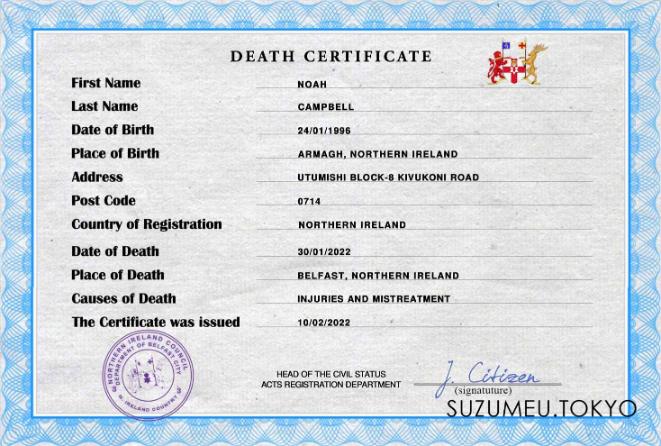 DEATH CERTIFICATE
First Name NOAH
Last Name CAMPBELL
Date of Birth 24/01/1996
Place of Birth ARMAGH, NORTHERN IRELAND
Address UTUMISHI BLOCK-8 KIVUKONI ROAD
Post Code 0714
Country of Registration NORTHERN IRELAND
Date of Death 30/01/2022
Place of Death BELFAST, NORTHERN IRELAND
Causes of Death INJURIES AND MISTREATMENT
The Certificate was issued 10/02/2022
NORTHERN IRELAND COUNCIL
DEPARTMENT OF BELFAST CITY
N. IRELAND COUNTRY
HEAD OF THE CIVIL STATUS
ACTS REGISTRATION DEPARTMENT
J. Citizen
(signatuture)
SUZUMEU.TOKYO